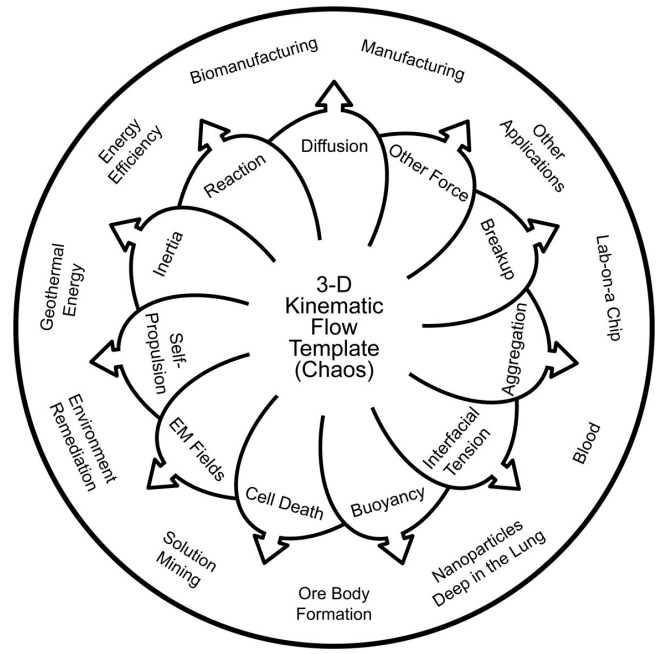 Biomanufacturing
Manufacturing
Other
Applications
Lab-on-a Chip
Blood
Nanoparticles
Deep in the Lung
Ore Body
Formation
Solution
Mining
Environment
Remediation
Geothermal
Energy
Energy
Efficiency
Diffusion
Other Force
Breakup
Aggregation
Interfacial
Tension
Buoyancy
Cell Death
EM Fields
Self-
Propulsion
Inertia
Reaction
3-D
Kinematic
Flow
Template
(Chaos)